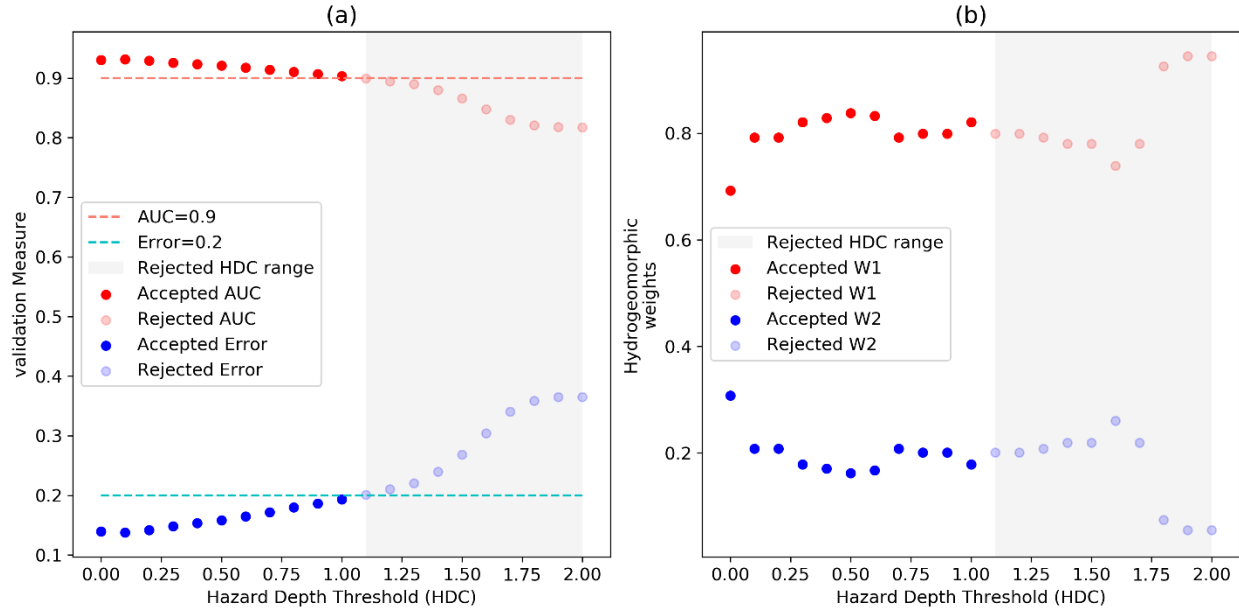 (a)
validation Measure
0.9
0.8
0.7
0.6
0.5
0.4
0.3
0.2
0.1
AUC=0.9
Error=0.2
Rejected HDC range
Accepted AUC
Rejected AUC
Accepted Error
Rejected Error
0.00 0.25 0.50 0.75 1.00 1.25 1.50 1.75 2.00
Hazard Depth Threshold (HDC)
(b)
Hydrogeomorphic
weights
0.8
0.6
0.4
0.2
Rejected HDC range
Accepted W1
Rejected W1
Accepted W2
Rejected W2
0.00 0.25 0.50 0.75 1.00 1.25 1.50 1.75 2.00
Hazard Depth Threshold (HDC)